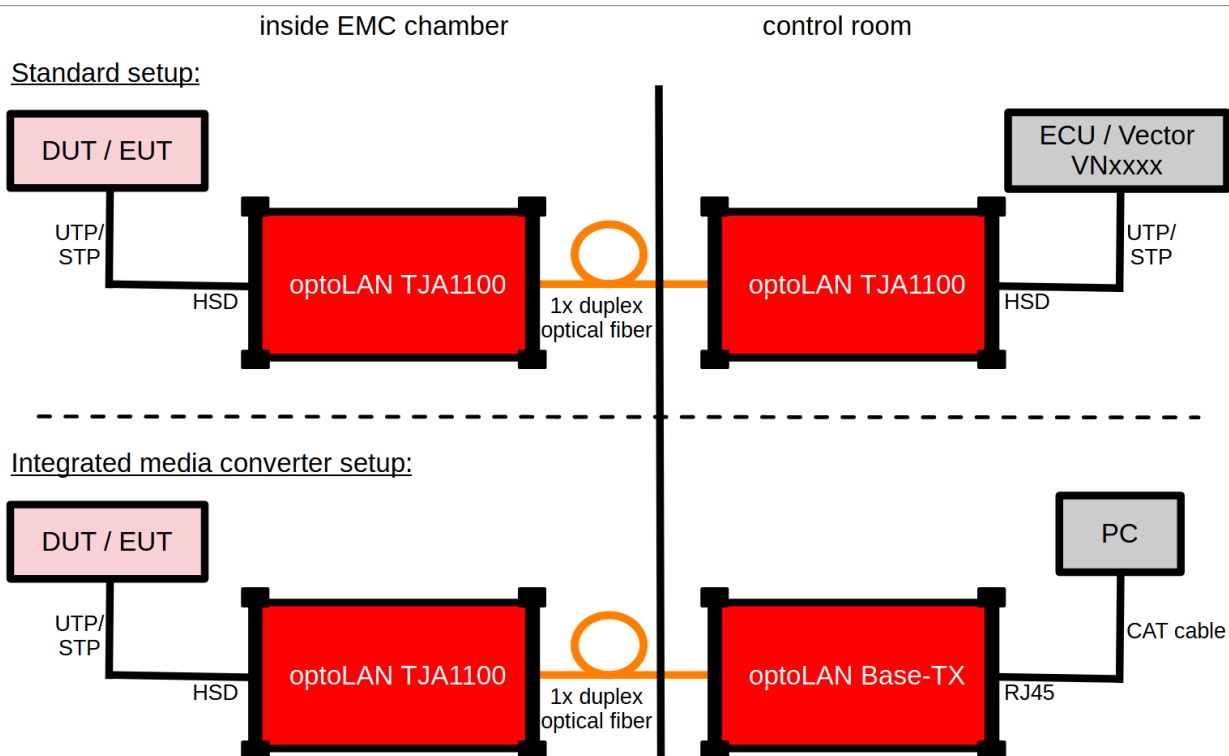 inside EMC chamber
control room
Standard setup:
DUT / EUT
ECU / Vector
VNxxxx
UTP/
STP
UTP/
STP
optoLAN TJA1100
optoLAN TJA1100
HSD
1x duplex
optical fiber
HSD
Integrated media converter setup:
DUT / EUT
PC
UTP/
STP
CAT cable
optoLAN TJA1100
optoLAN Base-TX
HSD
1x duplex
optical fiber
RJ45